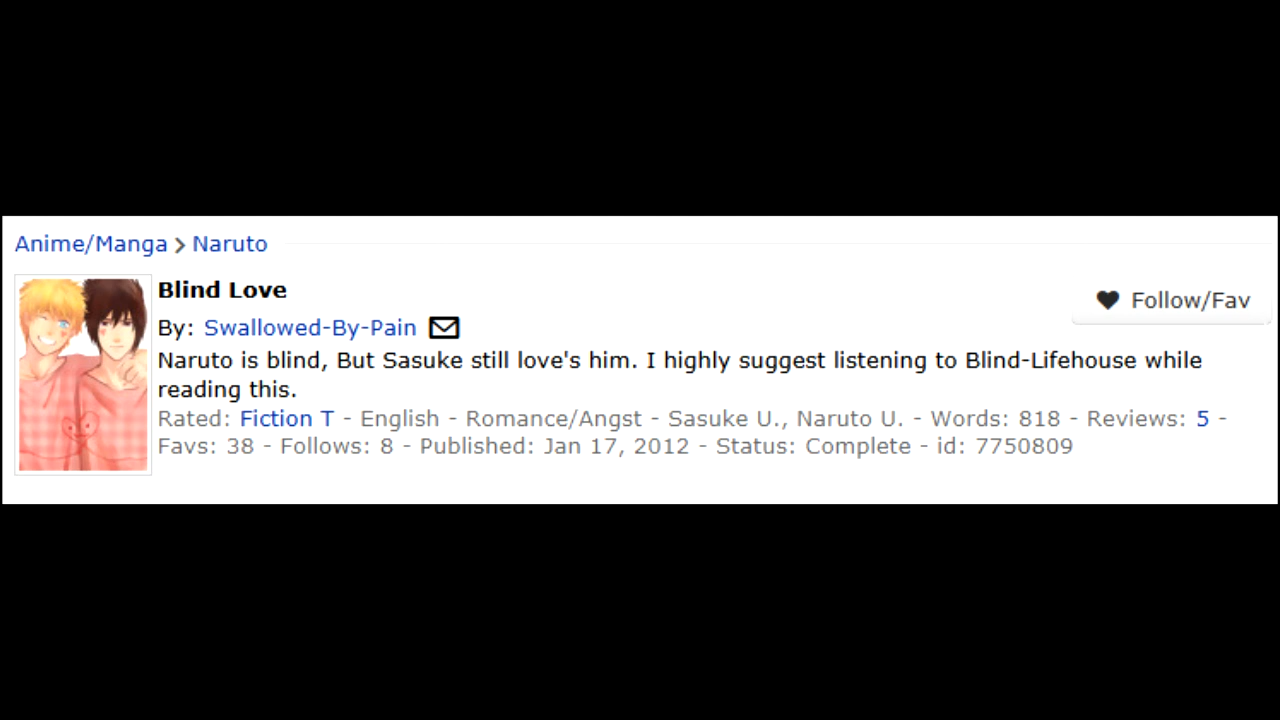 Anime/Manga > Naruto
Blind Love
Follow/Fav
By: Swallowed-By-Pain
Naruto is blind, But Sasuke still love's him. I highly suggest listening to Blind-Lifehouse while
reading this.
Rated: Fiction T - English - Romance/Angst - Sasuke U., Naruto U. - Words: 818 - Reviews: 5 -
Favs: 38 - Follows: 8 - Published: Jan 17, 2012 - Status: Complete - id: 7750809